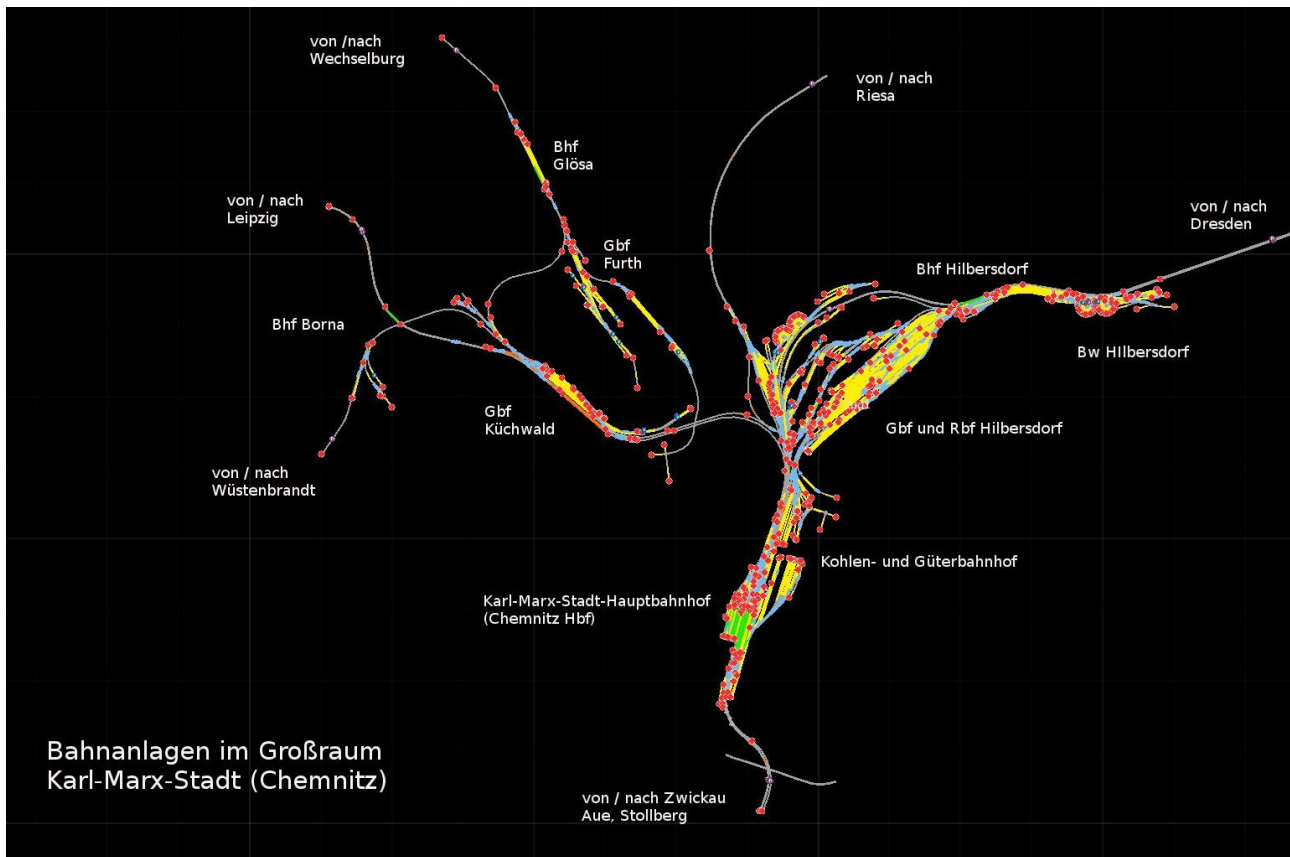 von /nach
Wechselburg
von / nach
Riesa
Bhf
Glösa
von / nach
Leipzig
von / nach
Dresden
Gbf
Furth
Bhf Hilbersdorf
Bhf Borna
Bw HIlbersdorf
Gbf
Küchwald
Gbf und Rbf Hilbersdorf
von / nach
Wüstenbrandt
Kohlen- und Güterbahnhof
Karl-Marx-Stadt-Hauptbahnhof
(Chemnitz Hbf)
Bahnanlagen im Großraum
Karl-Marx-Stadt (Chemnitz)
von / nach Zwickau
Aue, Stollberg